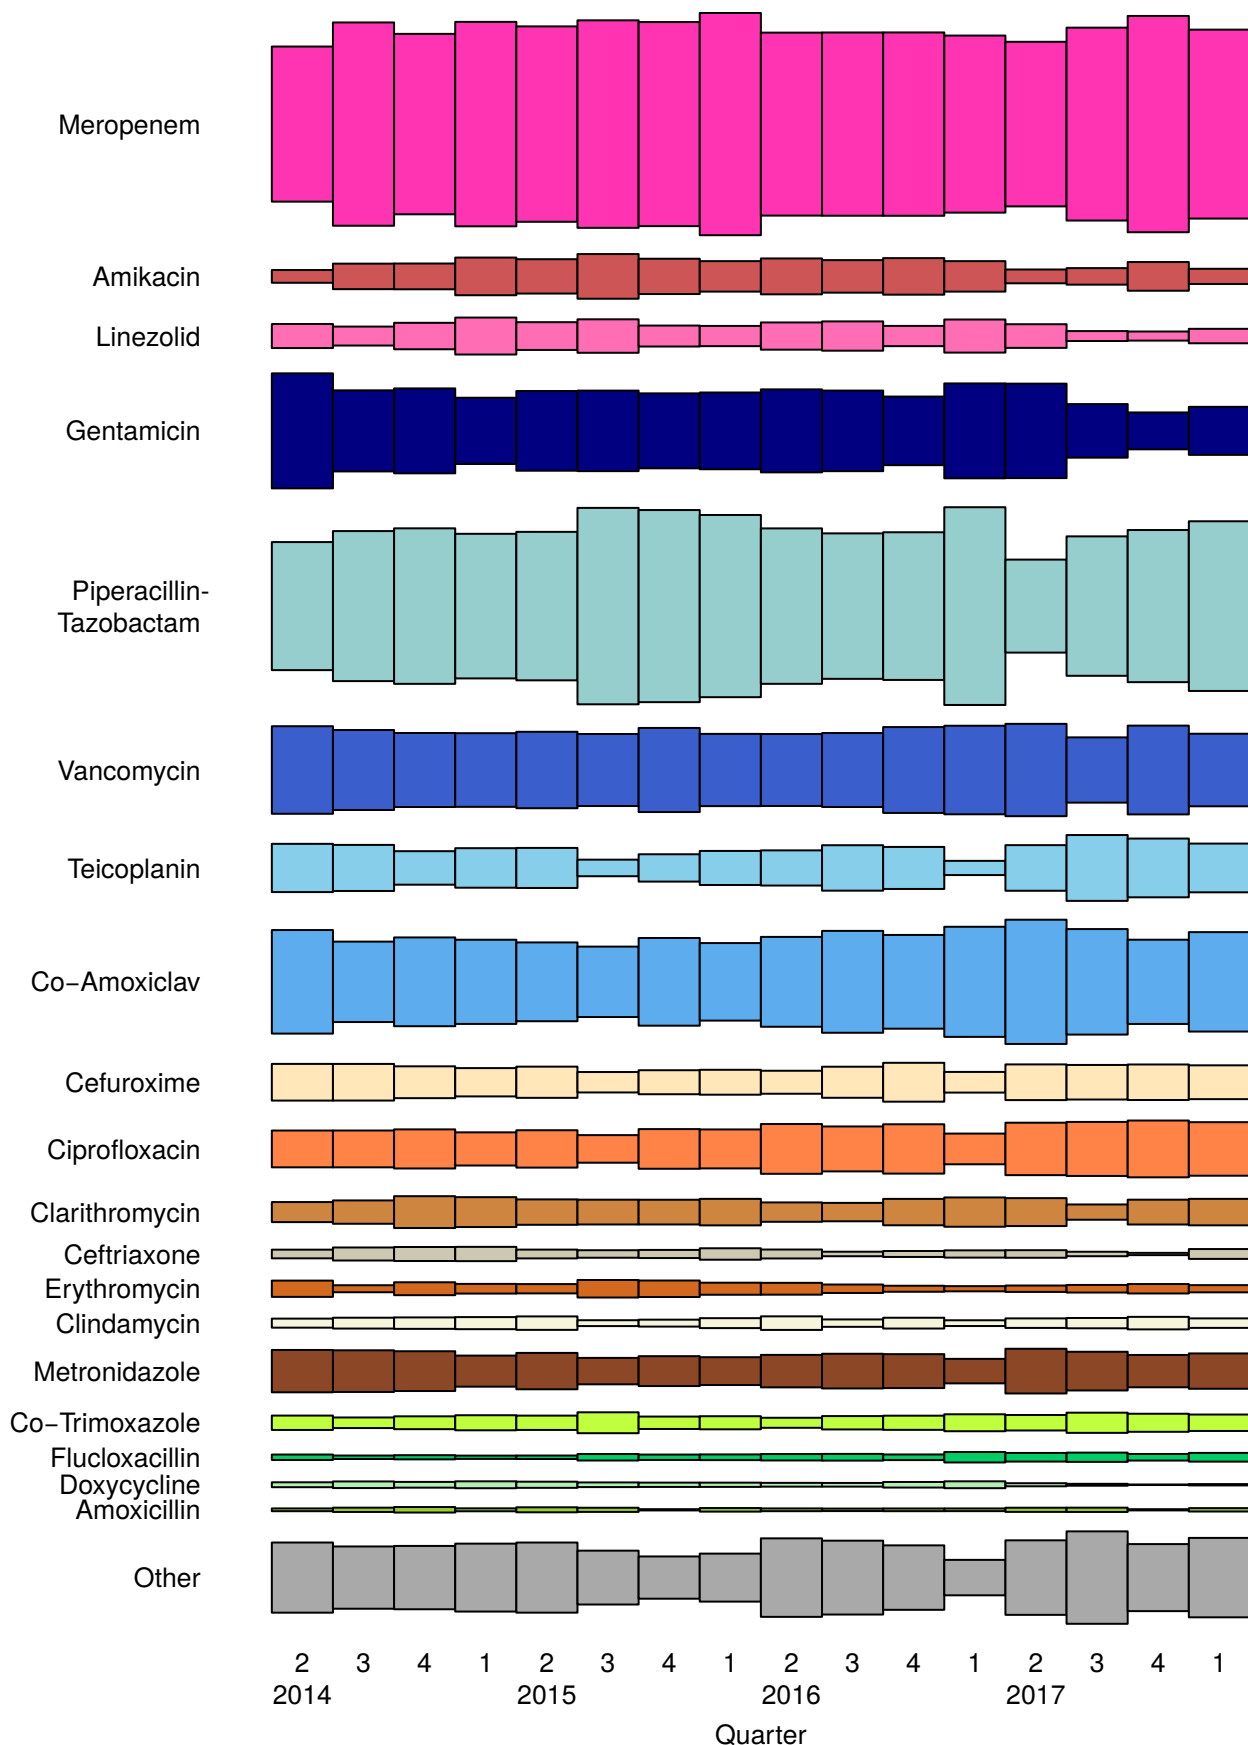 Meropenem
Amikacin
Linezolid
Gentamicin
Piperacillin-
Tazobactam
Vancomycin
Teicoplanin
Co−Amoxiclav
Cefuroxime
Ciprofloxacin
Clarithromycin
Ceftriaxone
Erythromycin
Clindamycin
Metronidazole
Co−Trimoxazole
Flucloxacillin
Doxycycline
Amoxicillin
Other
2 3 4 1 2 3 4 1 2 3 4 1 2 3 4 1
2014 2015 2016 2017
Quarter